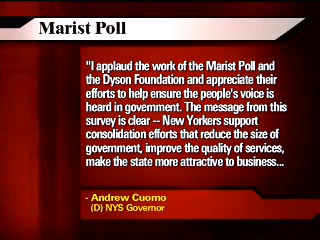 Marist Poll
"I applaud the work of the Marist Poll and
the Dyson Foundation and appreciate their
efforts to help ensure the people's voice is
heard in government. The message from this
survey is clear -- New Yorkers support
consolidation efforts that reduce the size of
government, improve the quality of services,
make the state more attractive to business...
- Andrew Cuomo
(D) NYS Governor